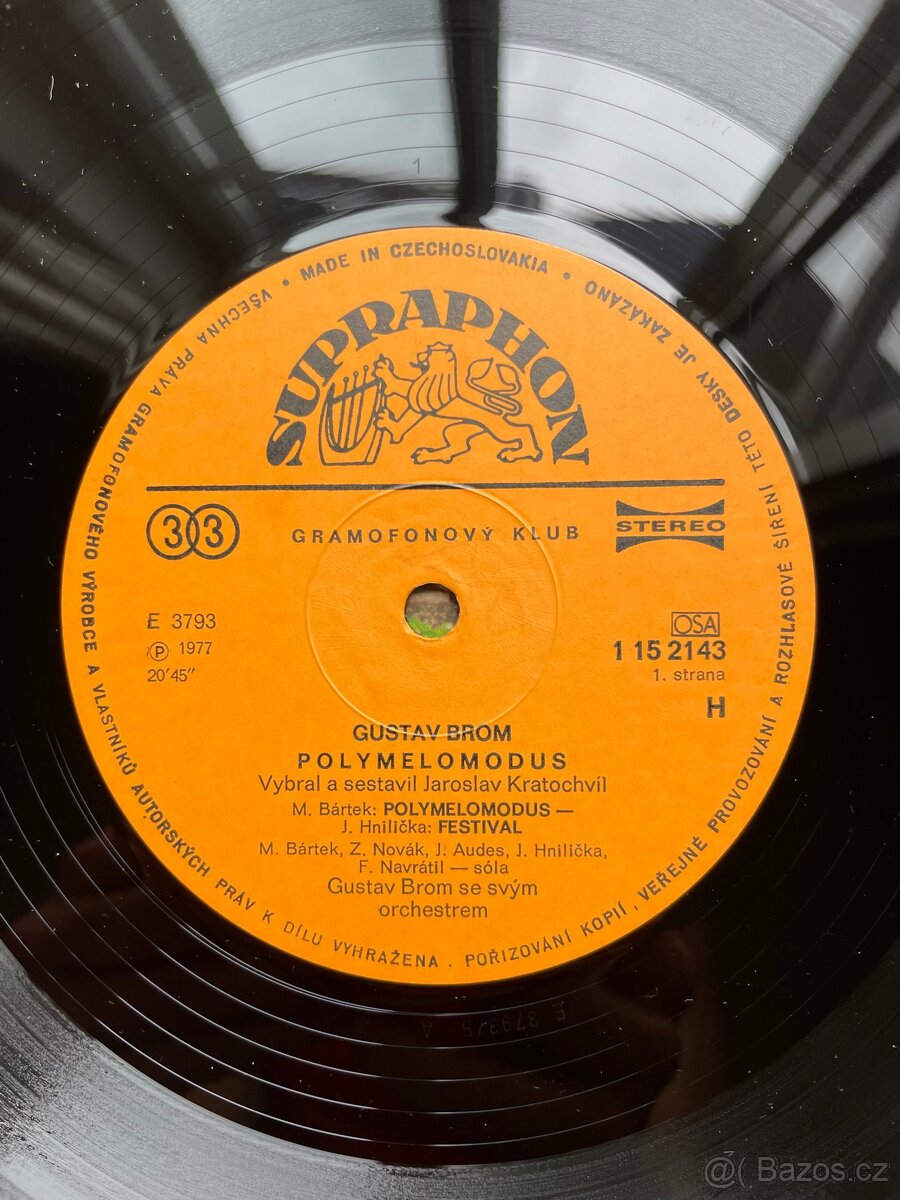 1
VŠECHNA PRÁVA GRAMOFONOVÉHO VÝROBCE A VLASTNÍKŮ AUTORSKÝCH PRÁV K DÍLU VYHRAŽENA . POŘIZOVÁNÍ KOPIÍ , VEŘEJNÉ PROVOZOVÁNÍ A ROZHLASOVÉ ŠÍŘENÍ TÉTO DESKY JE ZAKÁZÁNO • MADE IN CZECHOSLOVAKIA •
SUPRAPHON
33
GRAMOFONOVÝ KLUB
STEREO
E 3793
℗ 1977
20'45"
OSA
1 15 2143
1. strana
H
GUSTAV BROM
POLYMELOMODUS
Vybral a sestavil Jaroslav Kratochvíl
M. Bártek: POLYMELOMODUS —
J. Hnilička: FESTIVAL
M. Bártek, Z. Novák, J. Audes, J. Hnilička,
F. Navrátil — sóla
Gustav Brom se svým
orchestrem
E 3793/B A
@( Bazoš.cz